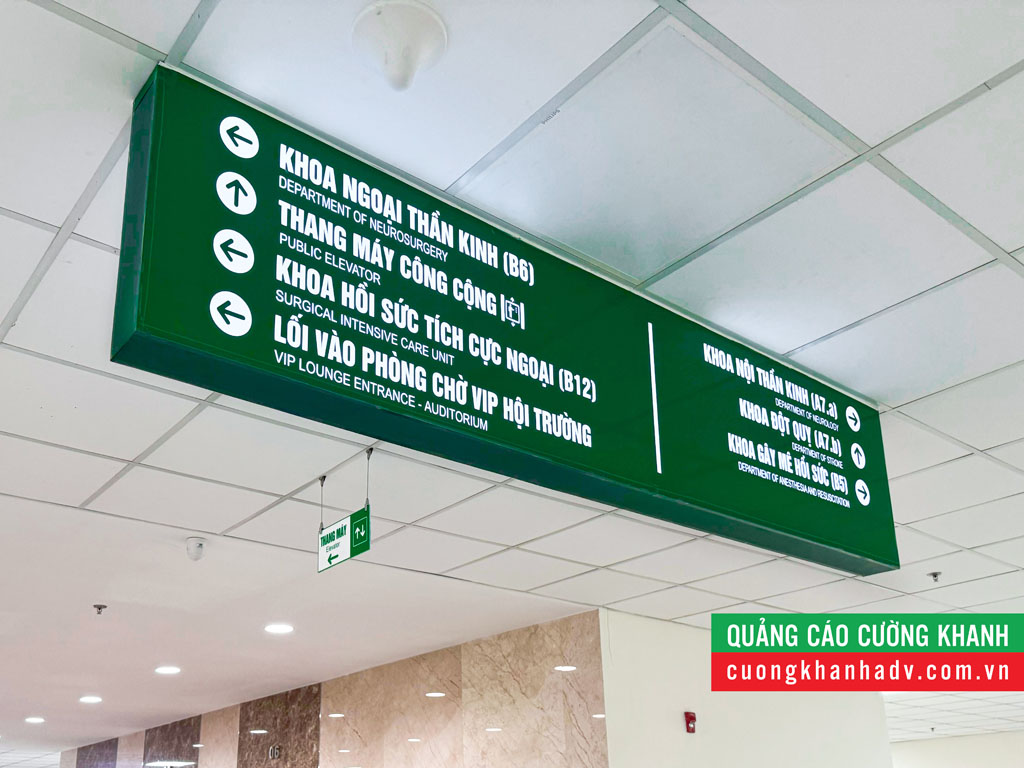 KHOA NGOẠI THẦN KINH (B6)
DEPARTMENT OF NEUROSURGERY
THANG MÁY CÔNG CỘNG
PUBLIC ELEVATOR
KHOA HỒI SỨC TÍCH CỰC NGOẠI (B12)
SURGICAL INTENSIVE CARE UNIT
LỐI VÀO PHÒNG CHỜ VIP HỘI TRƯỜNG
VIP LOUNGE ENTRANCE - AUDITORIUM
KHOA NỘI THẦN KINH (A7.a)
DEPARTMENT OF NEUROLOGY
KHOA ĐỘT QUỴ (A7.b)
DEPARTMENT OF STROKE
KHOA GÂY MÊ HỒI SỨC (B5)
DEPARTMENT OF ANESTHESIA AND RESUSCITATION
THANG MÁY
Elevator
06
QUẢNG CÁO CƯỜNG KHANH
cuongkhanhadv.com.vn